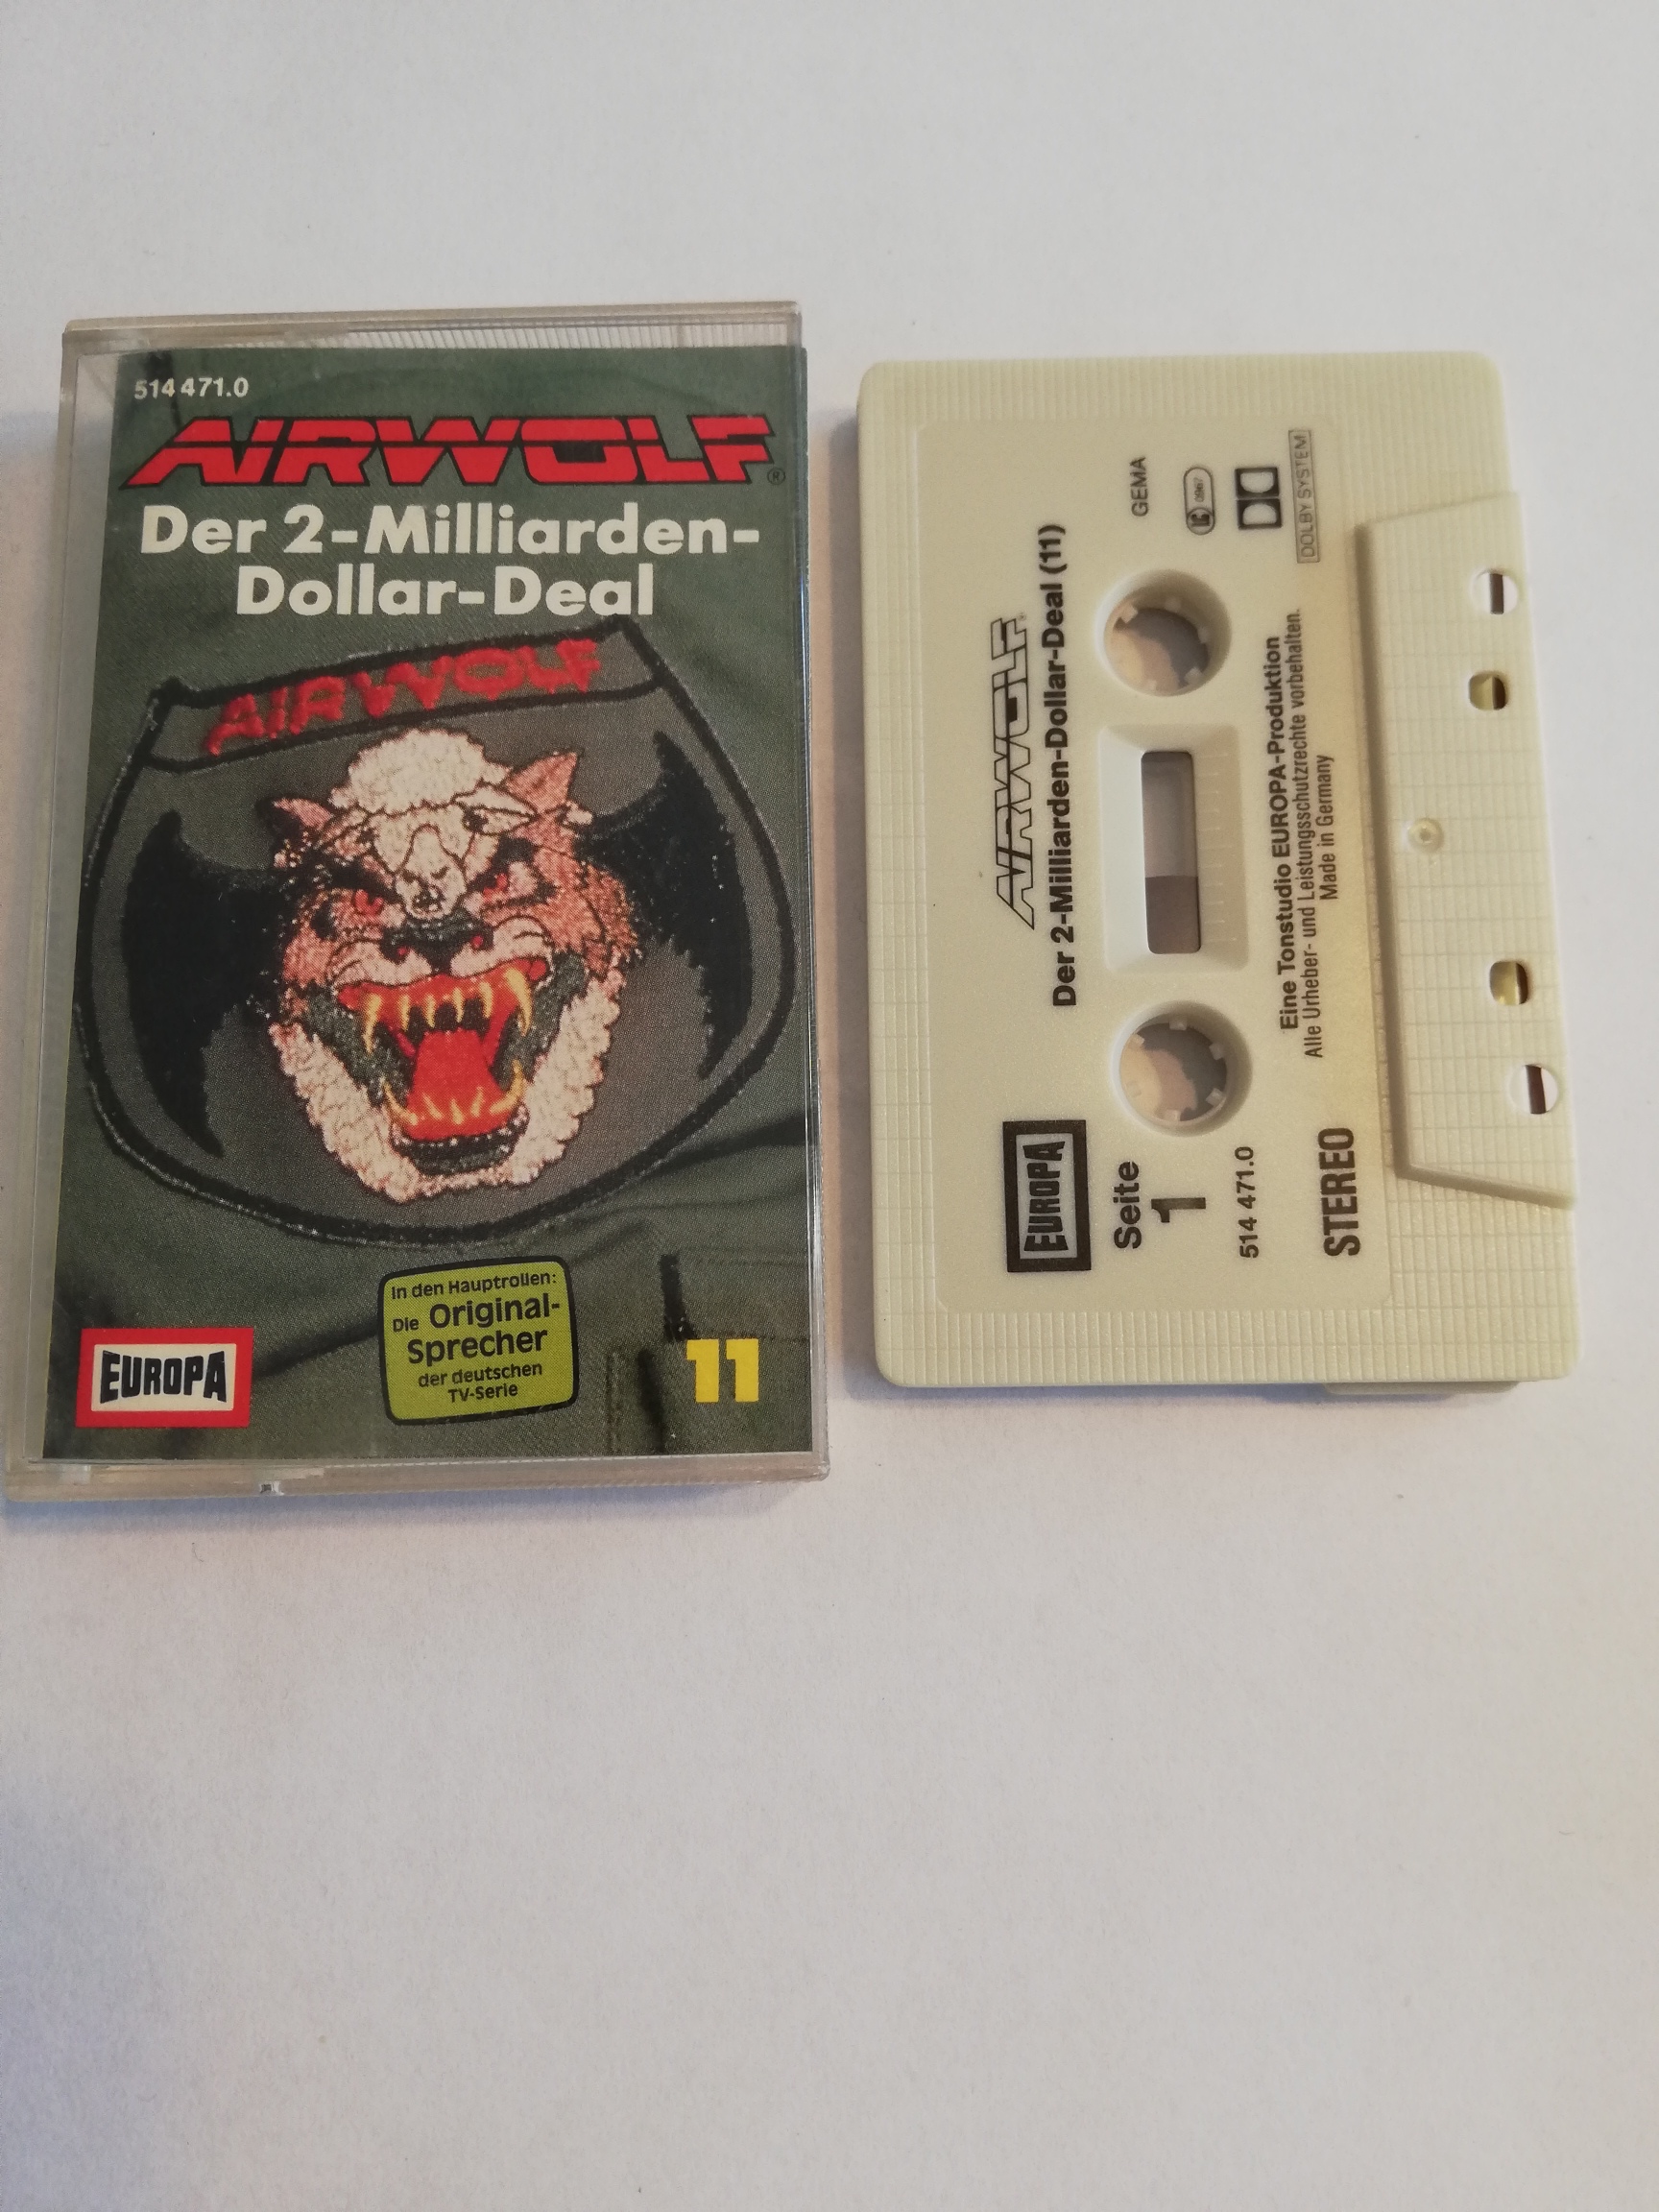 514 471.0
AIRWOLF®
Der 2-Milliarden-
Dollar-Deal
AIRWOLF
In den Hauptrollen:
Die Original-
Sprecher
der deutschen
TV-Serie
EUROPA
11
AIRWOLF®
Der 2-Milliarden-Dollar-Deal (11)
GEMA
LC 0967
DOLBY SYSTEM
EUROPA
Seite
1
514 471.0
STEREO
Eine Tonstudio EUROPA-Produktion
Alle Urheber- und Leistungsschutzrechte vorbehalten.
Made in Germany